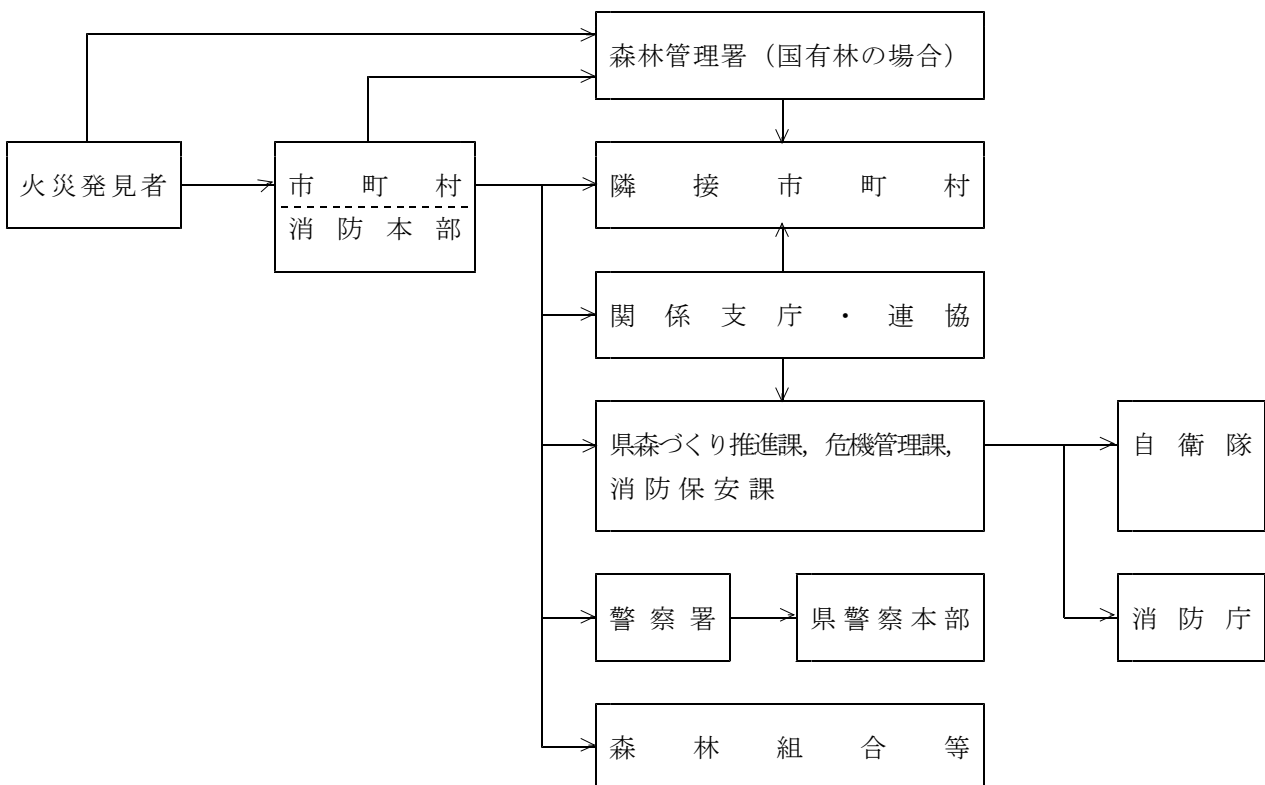 森林管理署（国有林の場合）
火災発見者
市町村
消防本部
隣接市町村
関係支庁・連協
県森づくり推進課，危機管理課，
消防保安課
自衛隊
警察署
県警察本部
消防庁
森林組合等